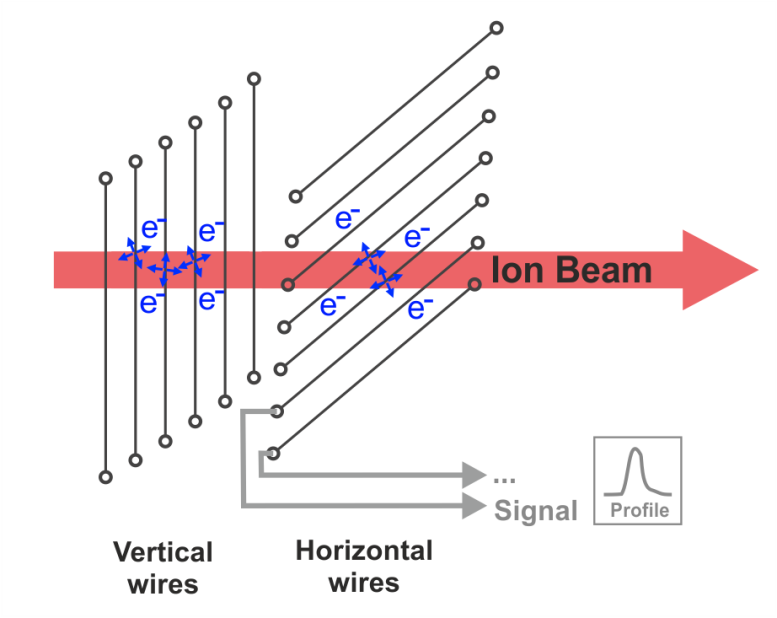 e-
e-
e-
e-
e-
e-
e-
e-
Ion Beam
...
Signal
Profile
Vertical
wires
Horizontal
wires